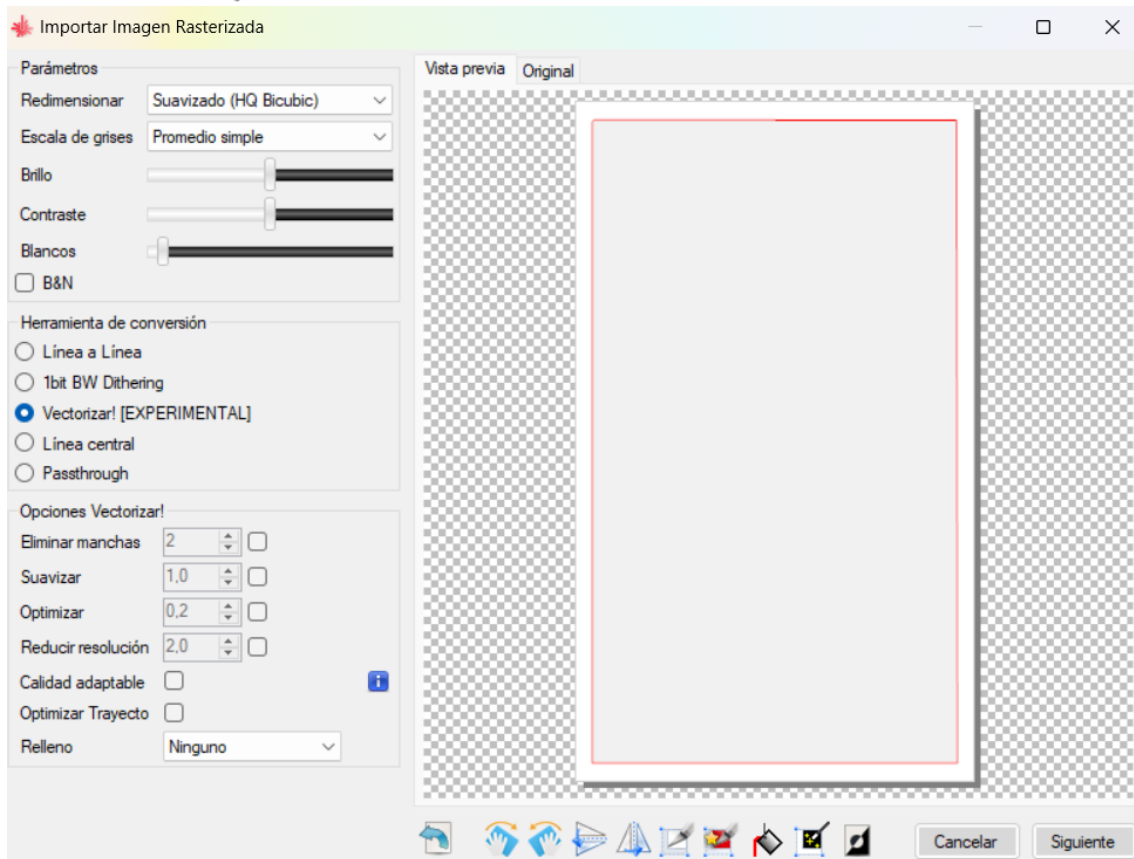 Importar Imagen Rasterizada
Parámetros
Redimensionar Suavizado (HQ Bicubic)
Escala de grises Promedio simple
Brillo
Contraste
Blancos
B&N
Herramienta de conversión
Línea a Línea
1bit BW Dithering
Vectorizar! [EXPERIMENTAL]
Línea central
Passthrough
Opciones Vectorizar!
Eliminar manchas 2
Suavizar 1,0
Optimizar 0,2
Reducir resolución 2,0
Calidad adaptable
Optimizar Trayecto
Relleno Ninguno
Vista previa Original
Cancelar Siguiente